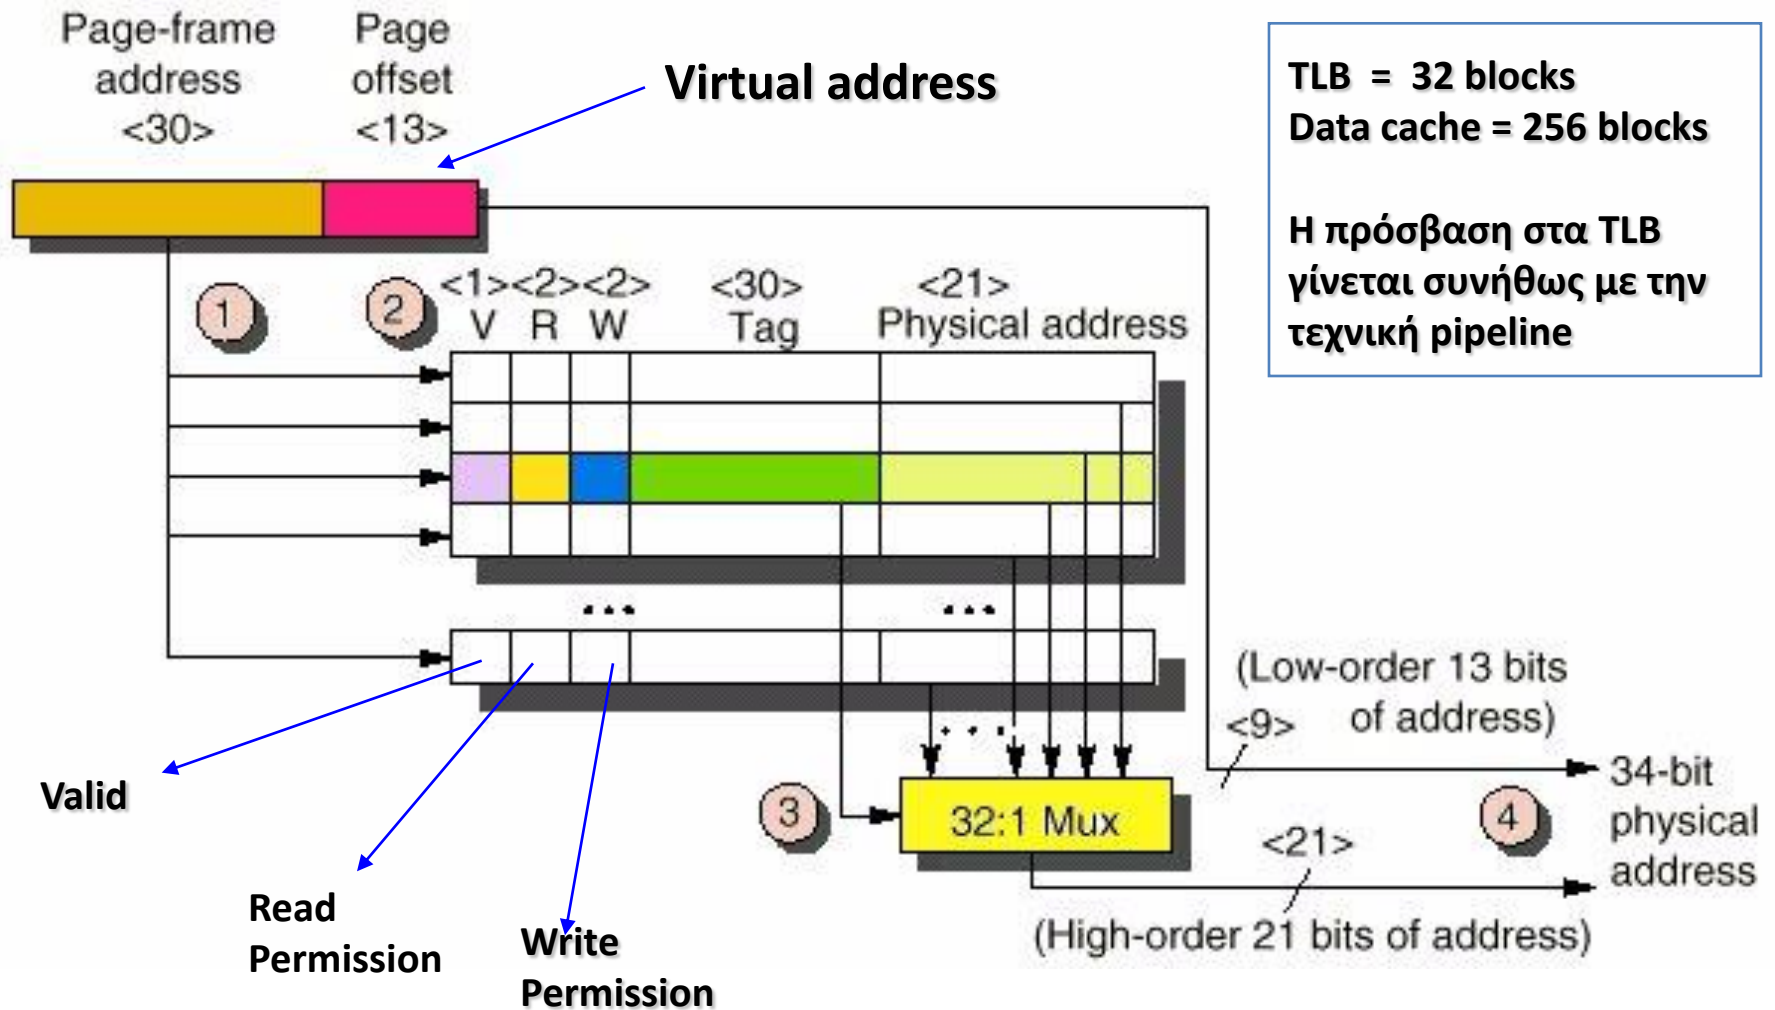 Page-frame
address
<30>
Page
offset
<13>
Virtual address
TLB = 32 blocks
Data cache = 256 blocks
Η πρόσβαση στα TLB
γίνεται συνήθως με την
τεχνική pipeline
1
2
<1><2><2> <30> <21>
V R W Tag Physical address
...
...
Valid
Read
Permission
Write
Permission
3
32:1 Mux
(Low-order 13 bits
of address)
<9>
34-bit
physical
address
4
<21>
(High-order 21 bits of address)